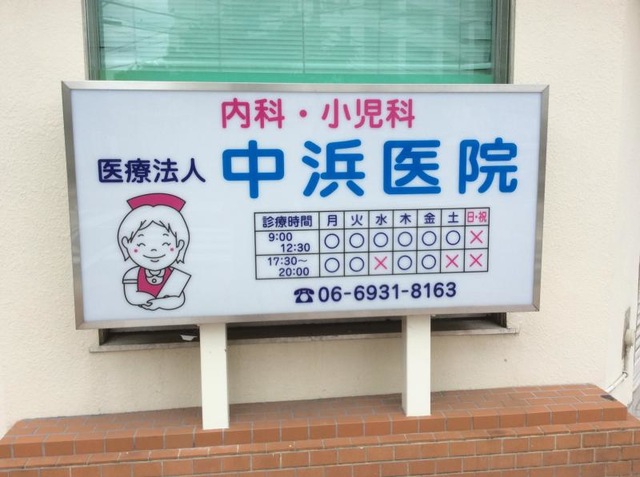 内科・小児科
医療法人 中浜医院
診療時間 月 火 水 木 金 土 日・祝
9:00 12:30 ○ ○ ○ ○ ○ ○ ×
17:30～ 20:00 ○ ○ × ○ ○ × ×
☎06-6931-8163